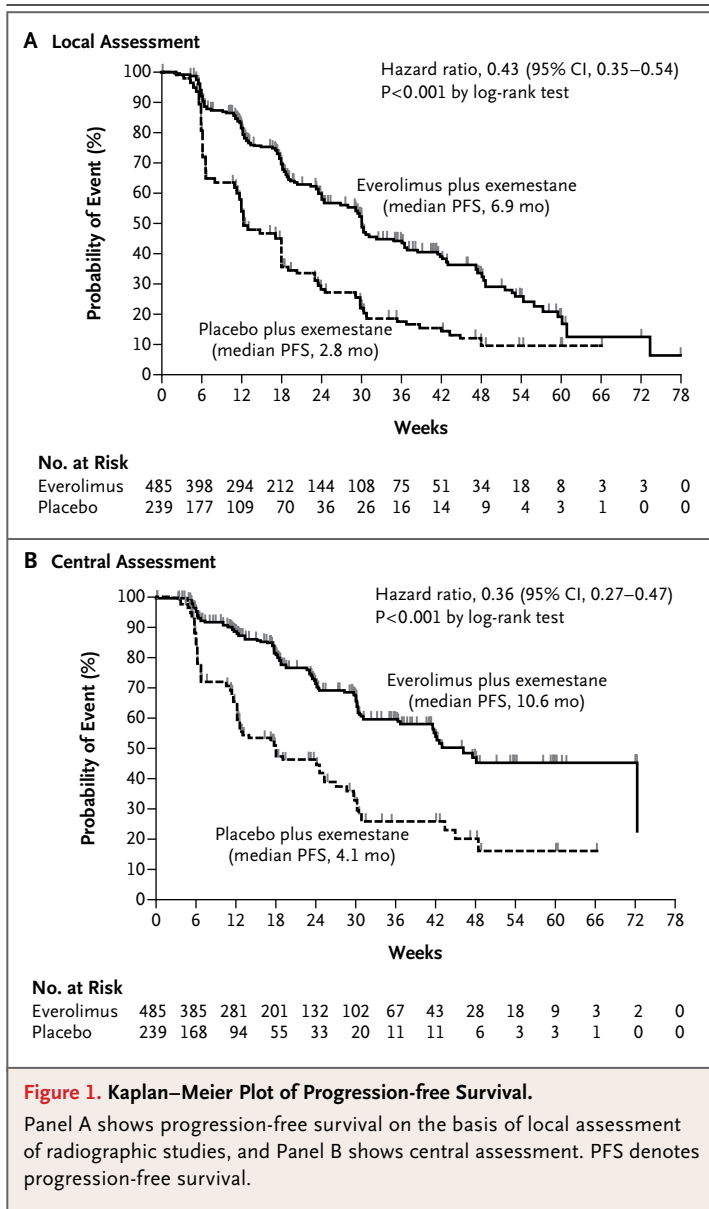 A Local Assessment
Hazard ratio, 0.43 (95% CI, 0.35–0.54)
P<0.001 by log-rank test
Probability of Event (%)
100
90
80
70
60
50
40
30
20
10
0
Everolimus plus exemestane
(median PFS, 6.9 mo)
Placebo plus exemestane
(median PFS, 2.8 mo)
0 6 12 18 24 30 36 42 48 54 60 66 72 78
Weeks
No. at Risk
Everolimus 485 398 294 212 144 108 75 51 34 18 8 3 3 0
Placebo 239 177 109 70 36 26 16 14 9 4 3 1 0 0
B Central Assessment
Hazard ratio, 0.36 (95% CI, 0.27–0.47)
P<0.001 by log-rank test
Probability of Event (%)
100
90
80
70
60
50
40
30
20
10
0
Everolimus plus exemestane
(median PFS, 10.6 mo)
Placebo plus exemestane
(median PFS, 4.1 mo)
0 6 12 18 24 30 36 42 48 54 60 66 72 78
Weeks
No. at Risk
Everolimus 485 385 281 201 132 102 67 43 28 18 9 3 2 0
Placebo 239 168 94 55 33 20 11 11 6 3 3 1 0 0
Figure 1. Kaplan–Meier Plot of Progression-free Survival.
Panel A shows progression-free survival on the basis of local assessment
of radiographic studies, and Panel B shows central assessment. PFS denotes
progression-free survival.